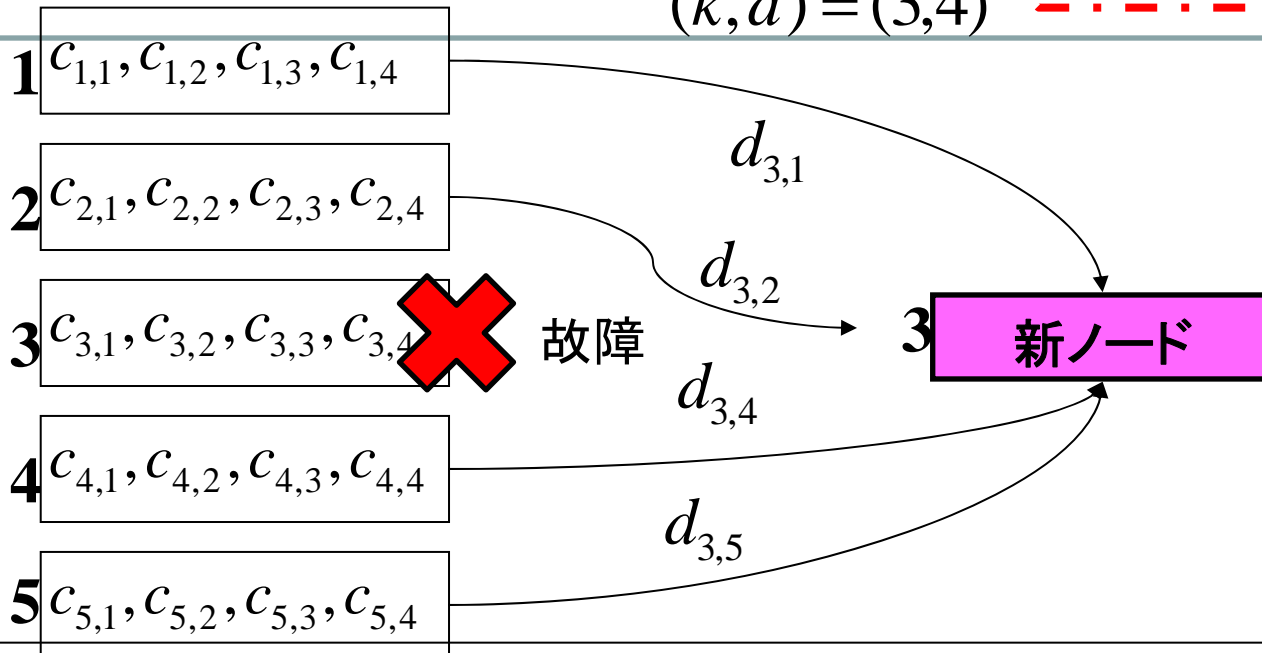 (k,d) = (3,4)
1 c1,1, c1,2, c1,3, c1,4
d3,1
2 c2,1, c2,2, c2,3, c2,4
d3,2
3 c3,1, c3,2, c3,3, c3,4
故障
3 新ノード
d3,4
4 c4,1, c4,2, c4,3, c4,4
d3,5
5 c5,1, c5,2, c5,3, c5,4